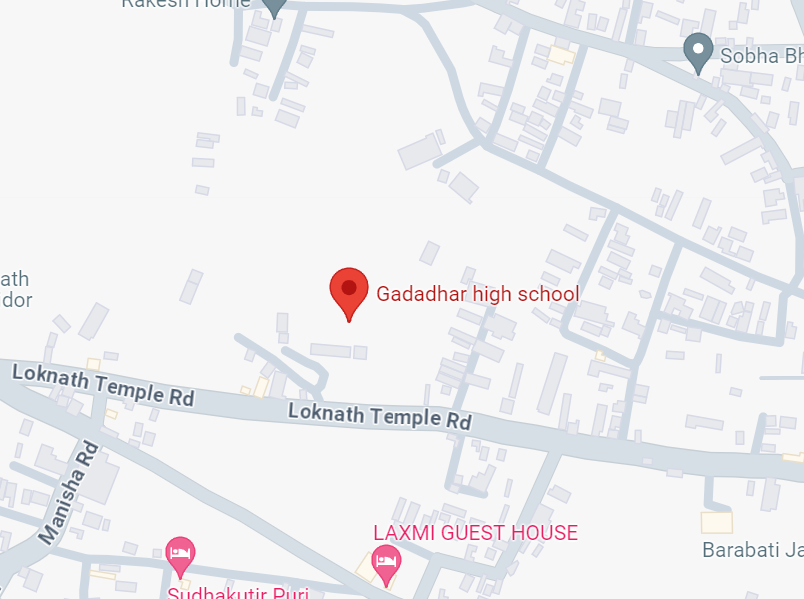 Rakesh Home
Sobha Bh
ath
dor
Gadadhar high school
Loknath Temple Rd
Loknath Temple Rd
Manisha Rd
LAXMI GUEST HOUSE
Barabati Ja
Sudhakutir Puri